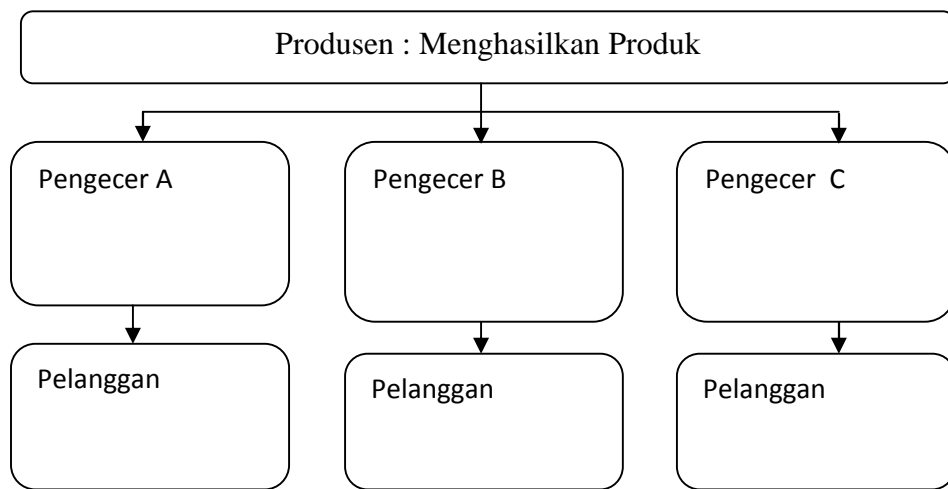 Produsen : Menghasilkan Produk
Pengecer A
Pengecer B
Pengecer C
Pelanggan
Pelanggan
Pelanggan